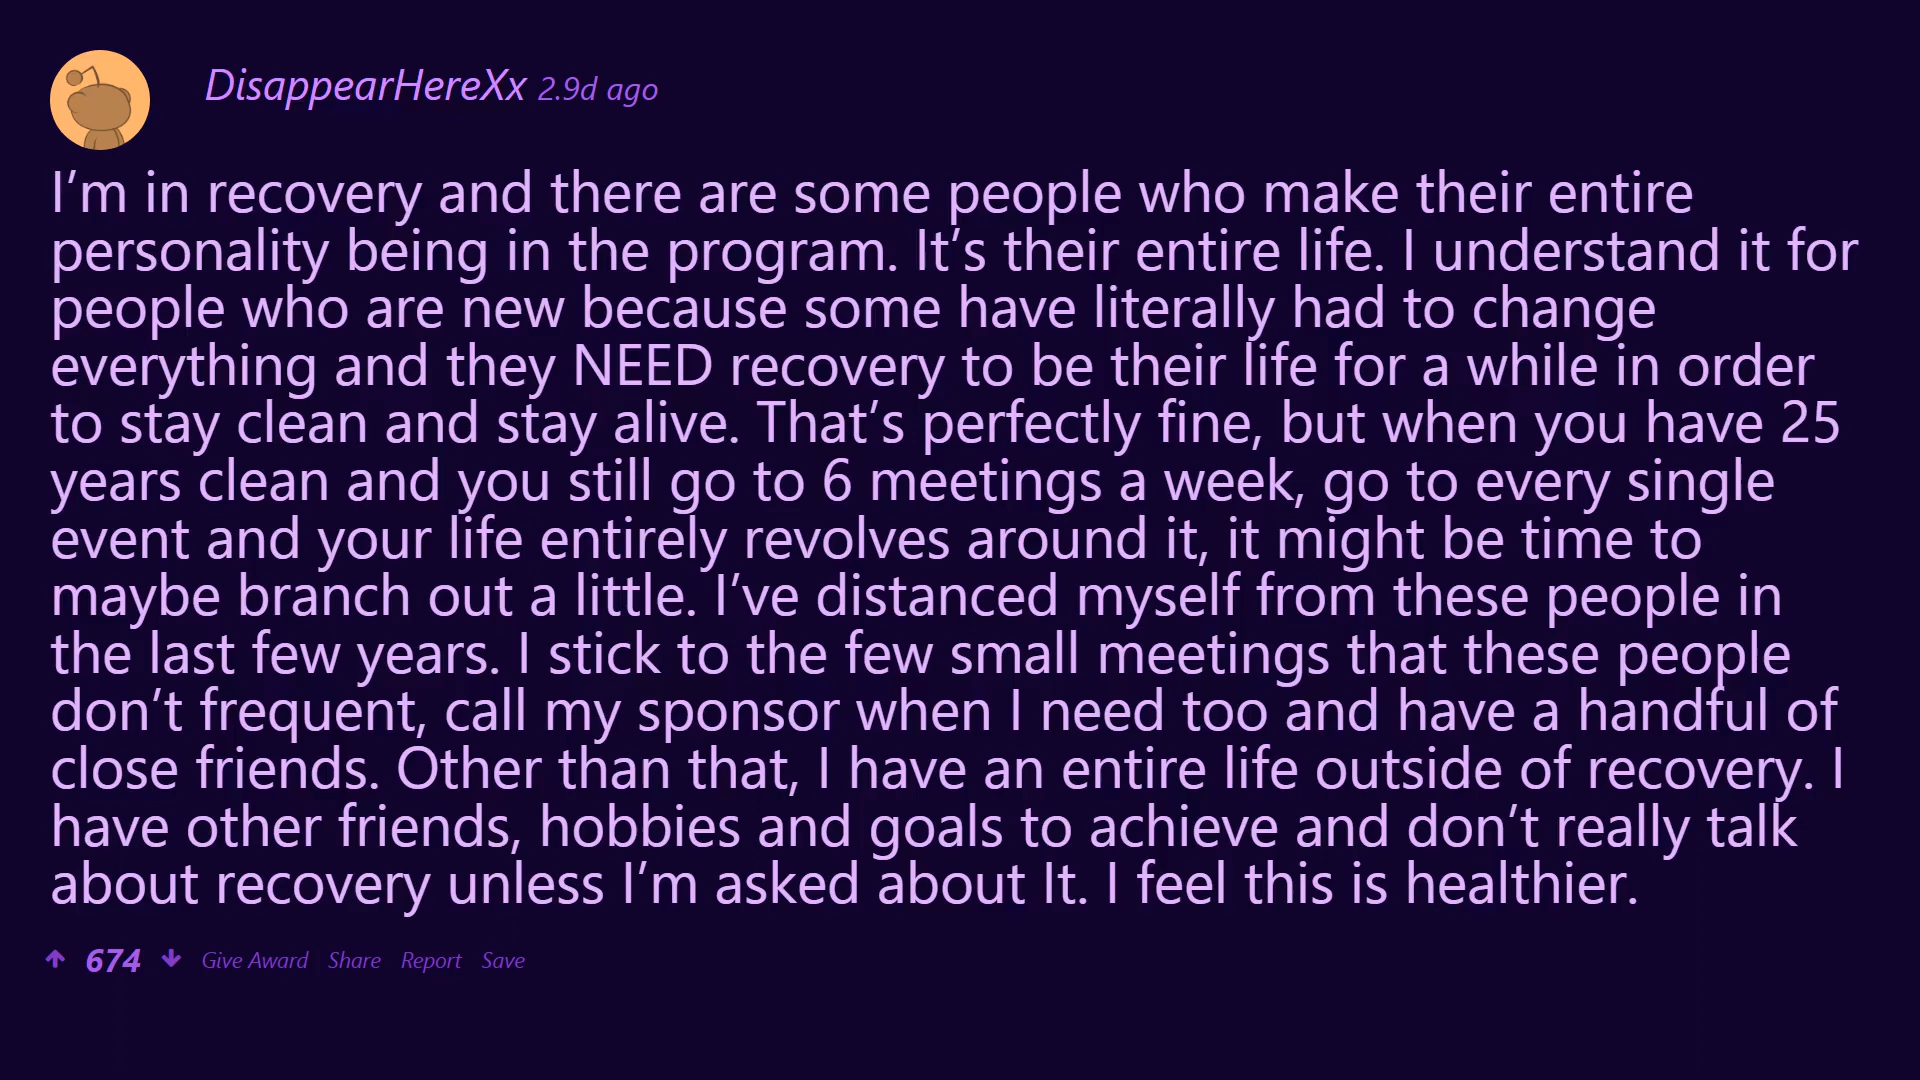 DisappearHereXx 2.9d ago
I’m in recovery and there are some people who make their entire
personality being in the program. It’s their entire life. I understand it for
people who are new because some have literally had to change
everything and they NEED recovery to be their life for a while in order
to stay clean and stay alive. That’s perfectly fine, but when you have 25
years clean and you still go to 6 meetings a week, go to every single
event and your life entirely revolves around it, it might be time to
maybe branch out a little. I’ve distanced myself from these people in
the last few years. I stick to the few small meetings that these people
don’t frequent, call my sponsor when I need too and have a handful of
close friends. Other than that, I have an entire life outside of recovery. I
have other friends, hobbies and goals to achieve and don’t really talk
about recovery unless I’m asked about It. I feel this is healthier.
674 Give Award Share Report Save